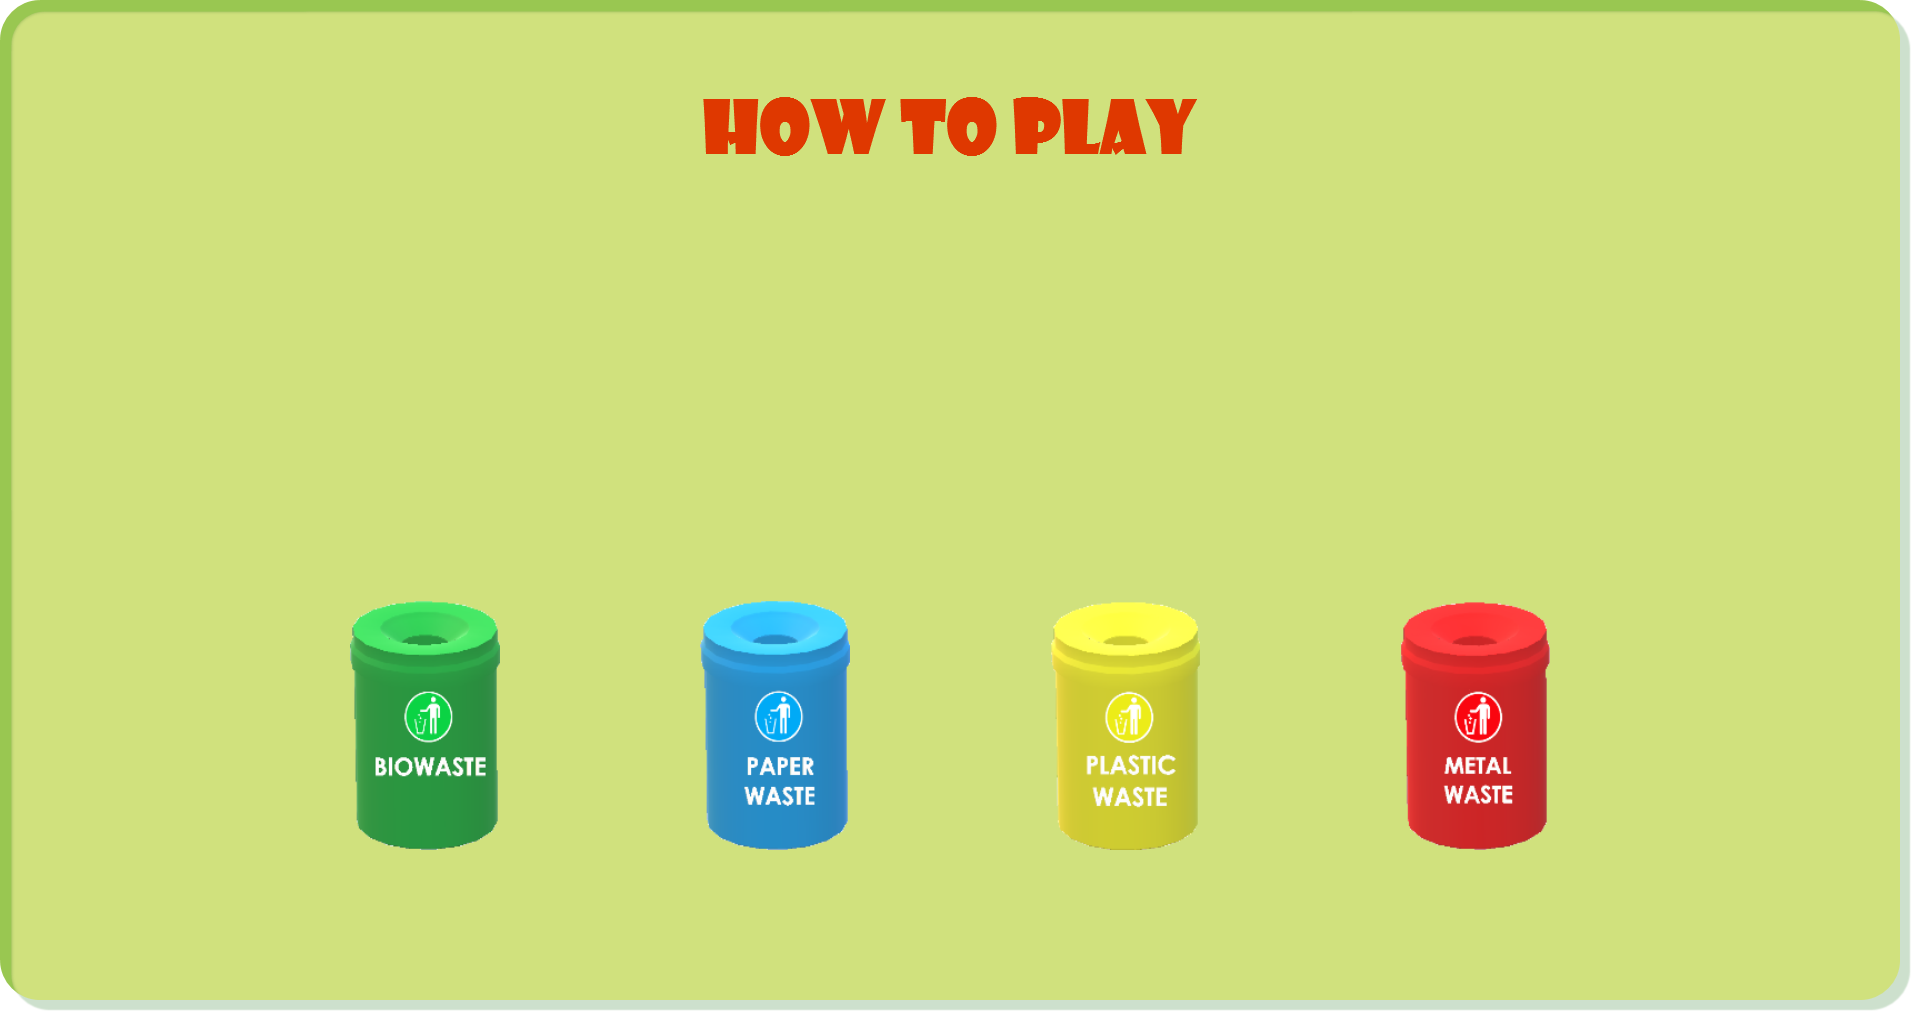 HOW TO PLAY
BIOWASTE
PAPER
WASTE
PLASTIC
WASTE
METAL
WASTE